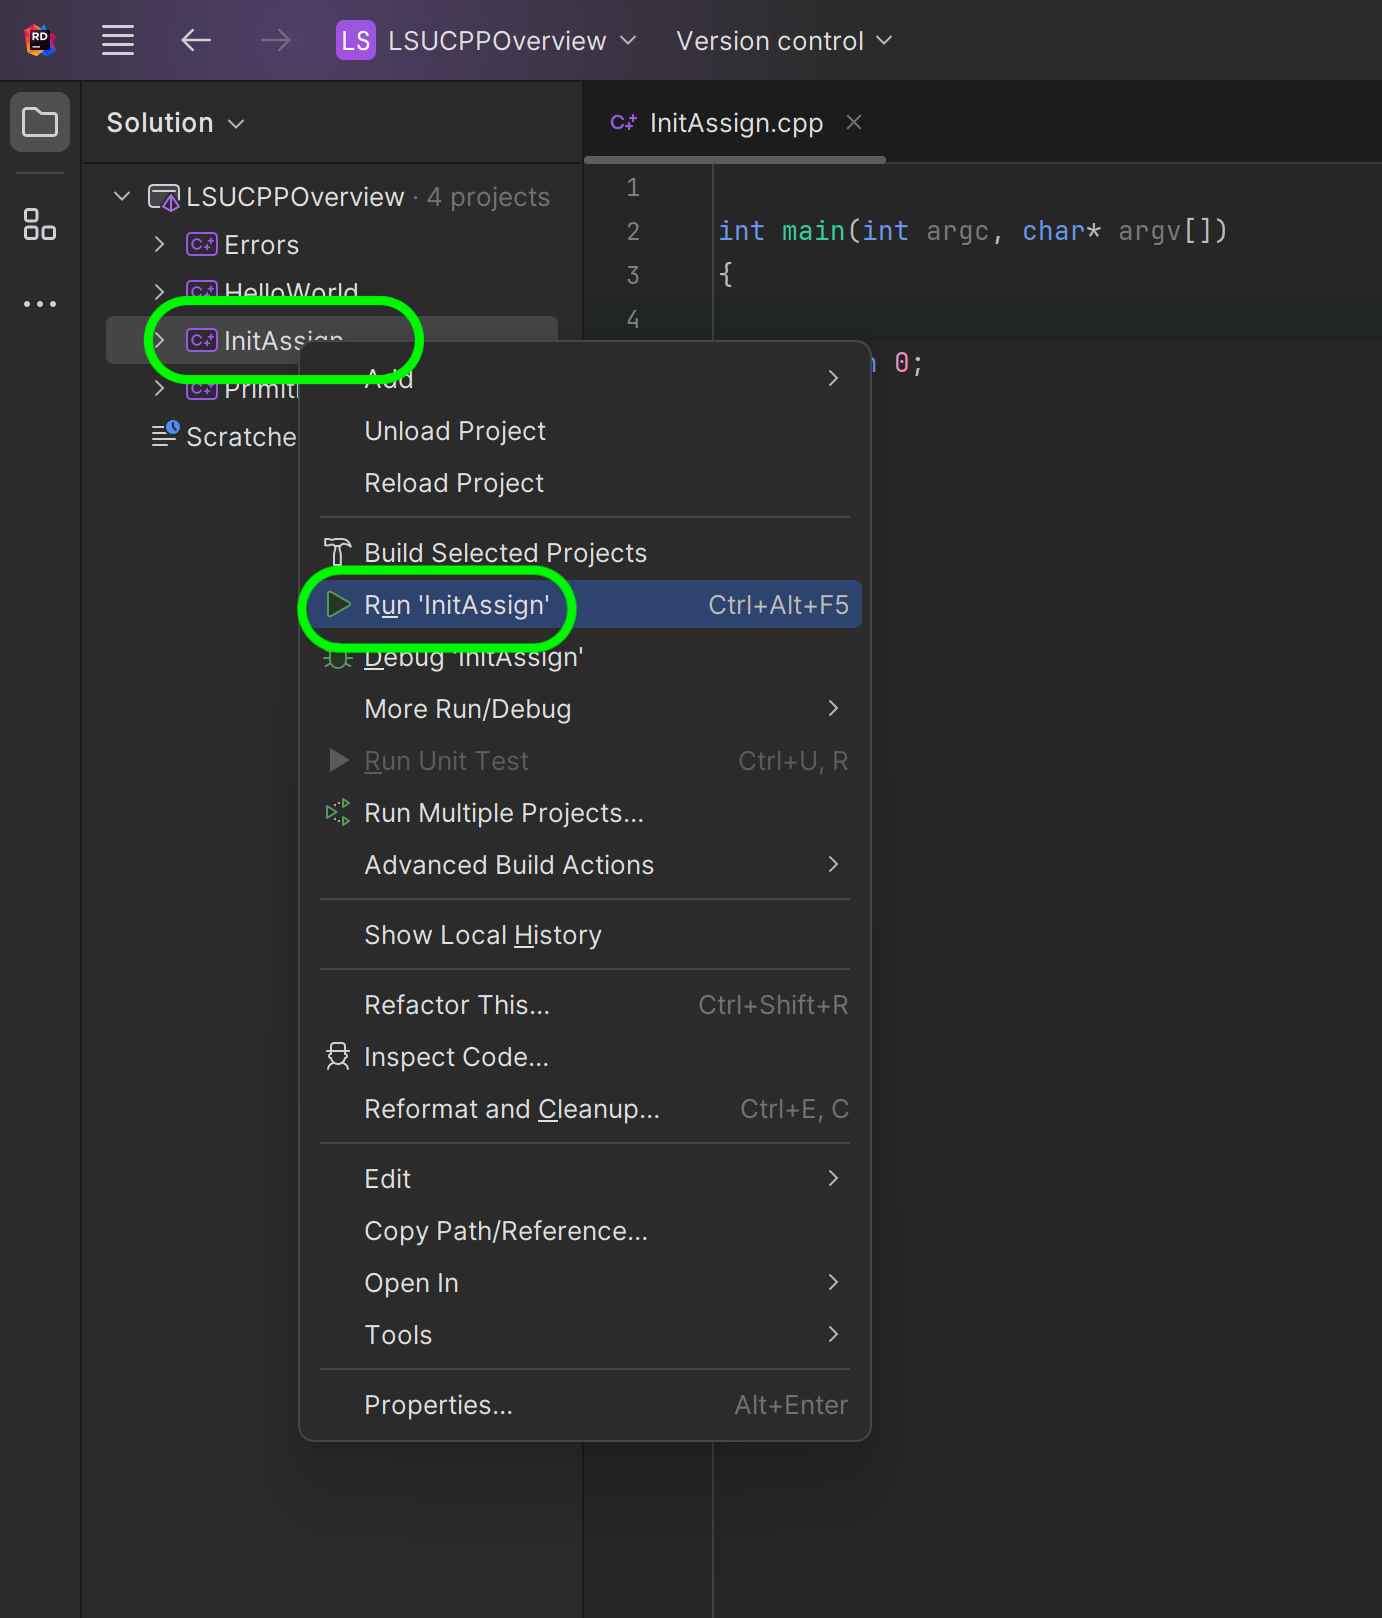 RD
LS LSUCPPOverview Version control
Solution
InitAssign.cpp
LSUCPPOverview · 4 projects
Errors
HelloWorld
InitAssign
Scratche
1
2 int main(int argc, char* argv[])
3 {
4
0;
Add
Unload Project
Reload Project
Build Selected Projects
Run 'InitAssign' Ctrl+Alt+F5
Debug 'InitAssign'
More Run/Debug
Run Unit Test Ctrl+U, R
Run Multiple Projects...
Advanced Build Actions
Show Local History
Refactor This... Ctrl+Shift+R
Inspect Code...
Reformat and Cleanup... Ctrl+E, C
Edit
Copy Path/Reference...
Open In
Tools
Properties... Alt+Enter